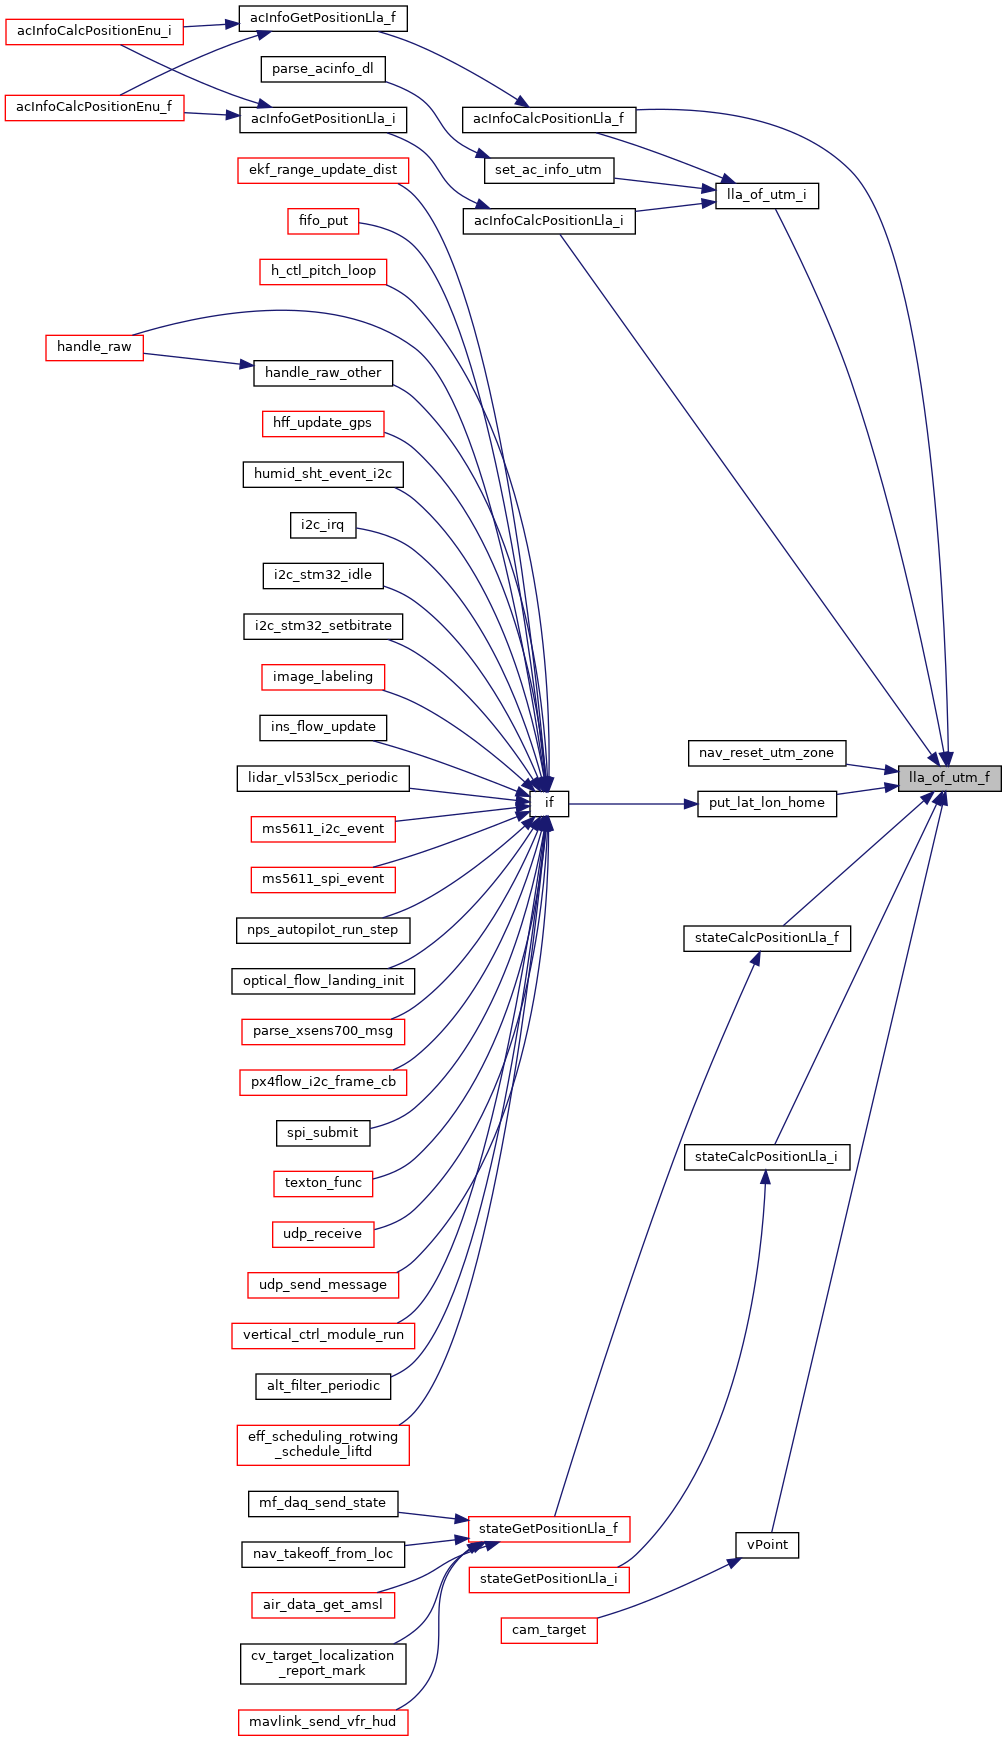 acInfoGetPositionLla_f
acInfoCalcPositionEnu_i
parse_acinfo_dl
acInfoCalcPositionEnu_f
acInfoGetPositionLla_i
acInfoCalcPositionLla_f
ekf_range_update_dist
set_ac_info_utm
lla_of_utm_i
fifo_put
acInfoCalcPositionLla_i
h_ctl_pitch_loop
handle_raw
handle_raw_other
hff_update_gps
humid_sht_event_i2c
i2c_irq
i2c_stm32_idle
i2c_stm32_setbitrate
image_labeling
ins_flow_update
nav_reset_utm_zone
lidar_vl53l5cx_periodic
lla_of_utm_f
if
put_lat_lon_home
ms5611_i2c_event
ms5611_spi_event
nps_autopilot_run_step
stateCalcPositionLla_f
optical_flow_landing_init
parse_xsens700_msg
px4flow_i2c_frame_cb
spi_submit
stateCalcPositionLla_i
texton_func
udp_receive
udp_send_message
vertical_ctrl_module_run
alt_filter_periodic
eff_scheduling_rotwing
_schedule_liftd
mf_daq_send_state
stateGetPositionLla_f
vPoint
nav_takeoff_from_loc
stateGetPositionLla_i
air_data_get_amsl
cam_target
cv_target_localization
_report_mark
mavlink_send_vfr_hud